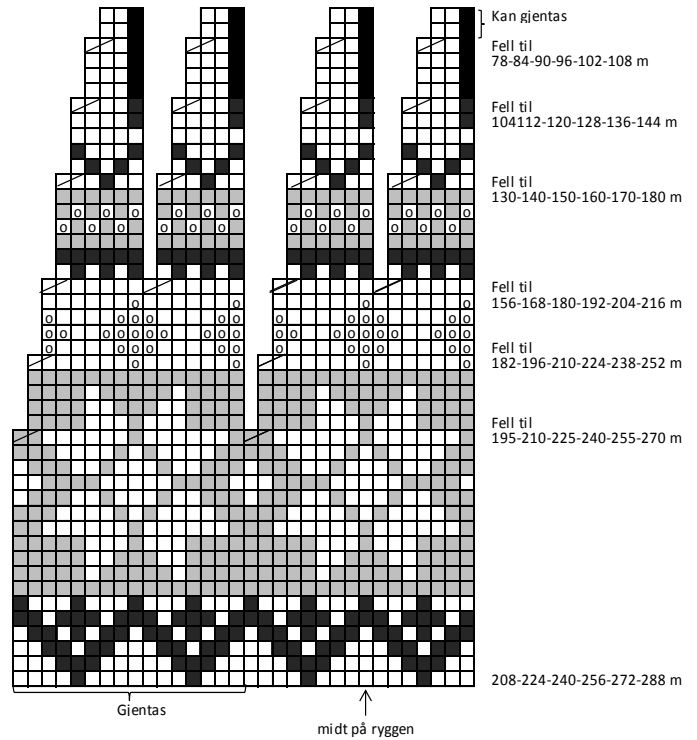 Kan gjentas
Fell til
78-84-90-96-102-108 m
Fell til
104112-120-128-136-144 m
Fell til
130-140-150-160-170-180 m
Fell til
156-168-180-192-204-216 m
Fell til
182-196-210-224-238-252 m
Fell til
195-210-225-240-255-270 m
208-224-240-256-272-288 m
Gjentas
midt på ryggen